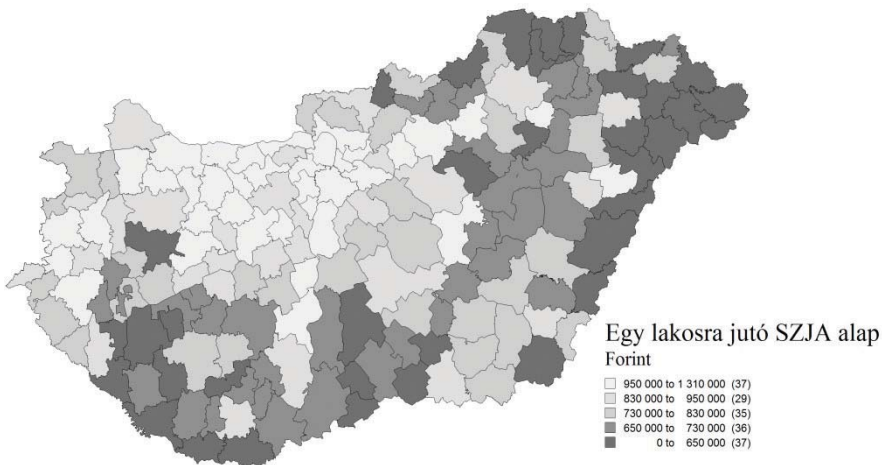 Egy lakosra jutó SZJA alap
Forint
950 000 to 1 310 000 (37)
830 000 to 950 000 (29)
730 000 to 830 000 (35)
650 000 to 730 000 (36)
0 to 650 000 (37)